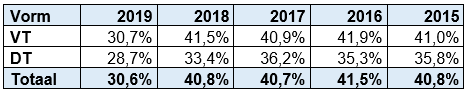 Vorm 2019 2018 2017 2016 2015
VT 30,7% 41,5% 40,9% 41,9% 41,0%
DT 28,7% 33,4% 36,2% 35,3% 35,8%
Totaal 30,6% 40,8% 40,7% 41,5% 40,8%